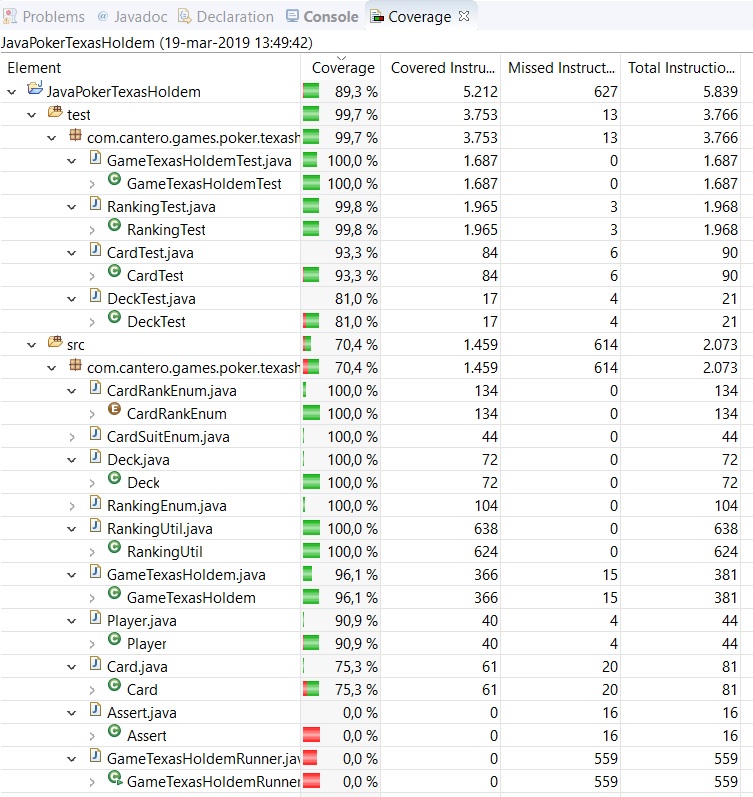 Problems @ Javadoc Declaration Console Coverage
JavaPokerTexasHoldem (19-mar-2019 13:49:42)
Element Coverage Covered Instru... Missed Instruct... Total Instructio...
JavaPokerTexasHoldem 89,3 % 5.212 627 5.839
test 99,7 % 3.753 13 3.766
com.cantero.games.poker.texash 99,7 % 3.753 13 3.766
GameTexasHoldemTest.java 100,0 % 1.687 0 1.687
GameTexasHoldemTest 100,0 % 1.687 0 1.687
RankingTest.java 99,8 % 1.965 3 1.968
RankingTest 99,8 % 1.965 3 1.968
CardTest.java 93,3 % 84 6 90
CardTest 93,3 % 84 6 90
DeckTest.java 81,0 % 17 4 21
DeckTest 81,0 % 17 4 21
src 70,4 % 1.459 614 2.073
com.cantero.games.poker.texash 70,4 % 1.459 614 2.073
CardRankEnum.java 100,0 % 134 0 134
CardRankEnum 100,0 % 134 0 134
CardSuitEnum.java 100,0 % 44 0 44
Deck.java 100,0 % 72 0 72
Deck 100,0 % 72 0 72
RankingEnum.java 100,0 % 104 0 104
RankingUtil.java 100,0 % 638 0 638
RankingUtil 100,0 % 624 0 624
GameTexasHoldem.java 96,1 % 366 15 381
GameTexasHoldem 96,1 % 366 15 381
Player.java 90,9 % 40 4 44
Player 90,9 % 40 4 44
Card.java 75,3 % 61 20 81
Card 75,3 % 61 20 81
Assert.java 0,0 % 0 16 16
Assert 0,0 % 0 16 16
GameTexasHoldemRunner.jav 0,0 % 0 559 559
GameTexasHoldemRunner 0,0 % 0 559 559